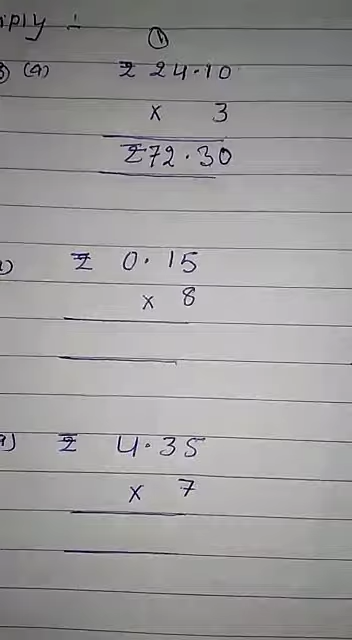 iply :-
(1)
(a) ₹ 24.10
x 3
₹72.30
₹ 0.15
x 8
₹ 4.35
x 7